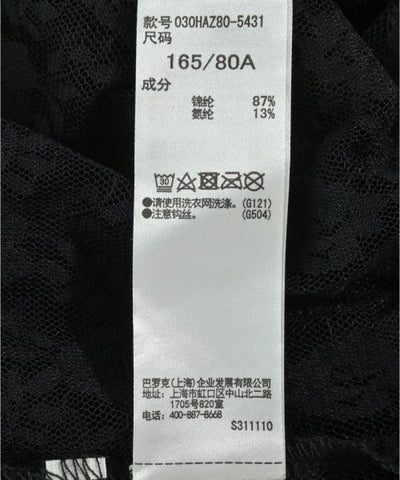 款号 030HAZ80-5431
尺码
165/80A
成分
锦纶 87%
氨纶 13%
30
●请使用洗衣网洗涤。(G121)
●注意钩丝。 (G504)
巴罗克(上海)企业发展有限公司
地址: 上海市虹口区中山北二路
1705号820室
电话: 400-887-8668
S311110